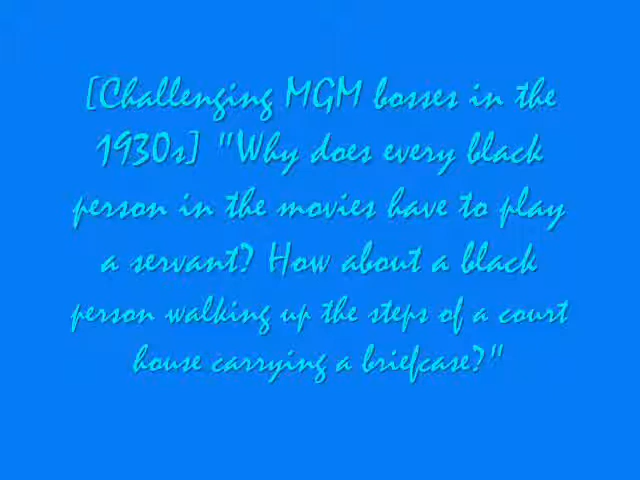 [Challenging MGM bosses in the
1930s] "Why does every black
person in the movies have to play
a servant? How about a black
person walking up the steps of a court
house carrying a briefcase?"